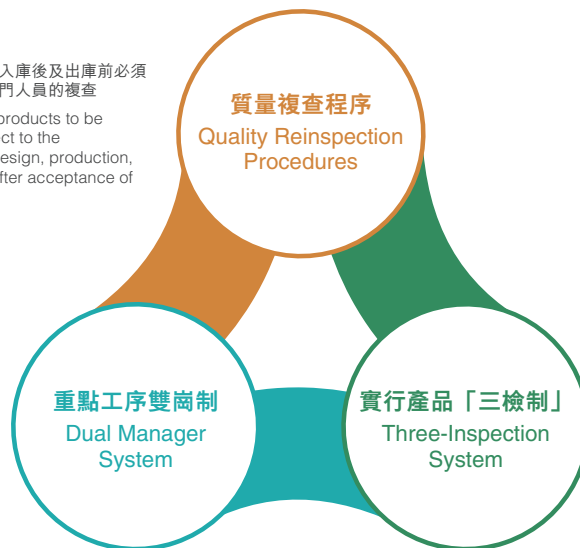 入庫後及出庫前必須
門人員的複查
products to be
ect to the
esign, production,
fter acceptance of
質量複查程序
Quality Reinspection
Procedures
重點工序雙崗制
Dual Manager
System
實行產品「三檢制」
Three-Inspection
System